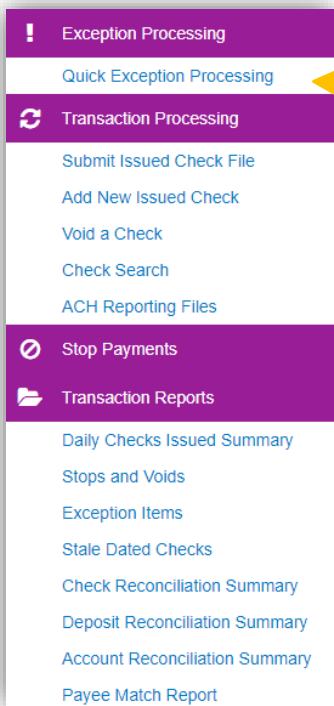 Exception Processing
Quick Exception Processing
Transaction Processing
Submit Issued Check File
Add New Issued Check
Void a Check
Check Search
ACH Reporting Files
Stop Payments
Transaction Reports
Daily Checks Issued Summary
Stops and Voids
Exception Items
Stale Dated Checks
Check Reconciliation Summary
Deposit Reconciliation Summary
Account Reconciliation Summary
Payee Match Report